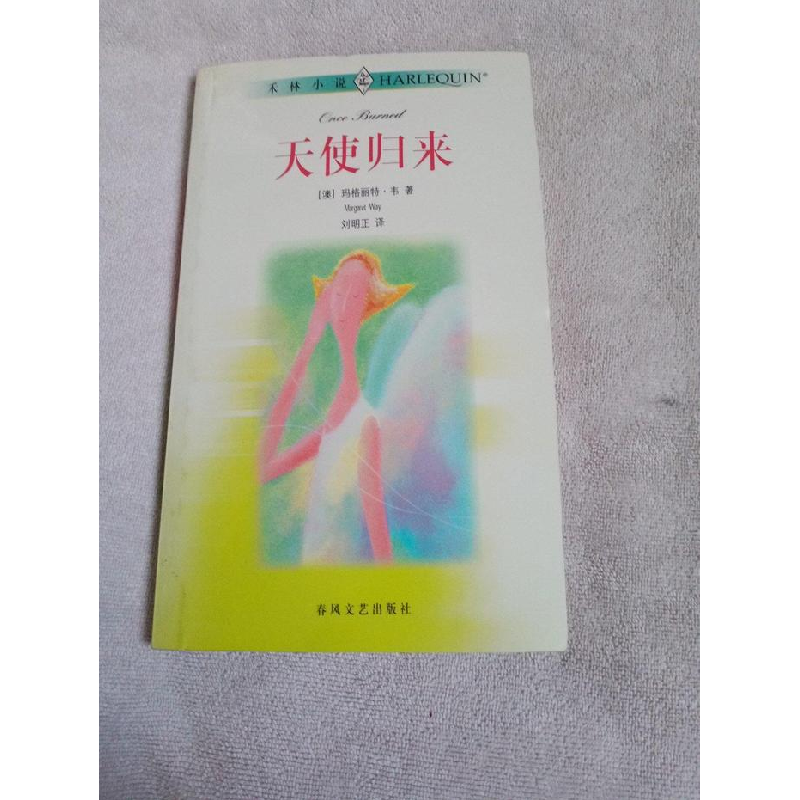 禾林小说 HARLEQUIN®
Once Burned
天使归来
[澳] 玛格丽特·韦 著
Margaret Way
刘明正 译
春风文艺出版社